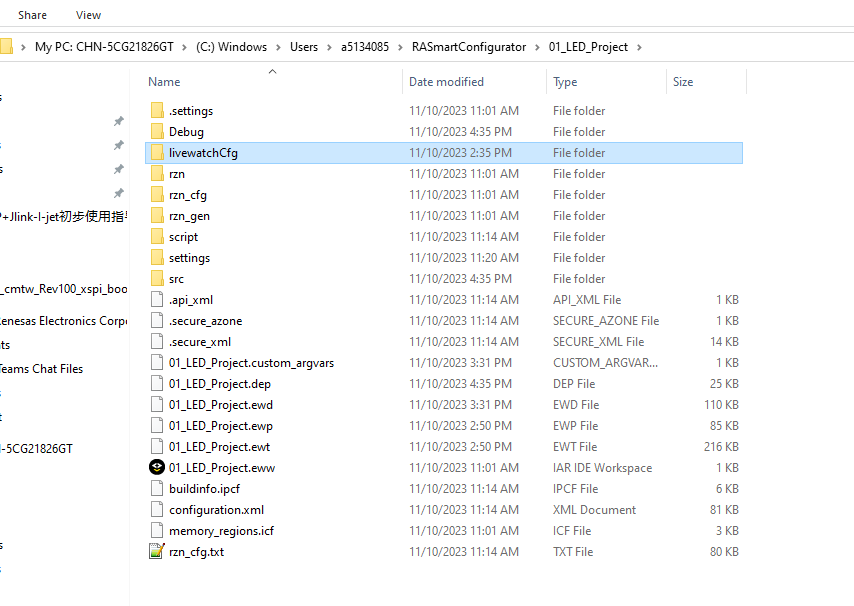 Share View
My PC: CHN-5CG21826GT > (C:) Windows > Users > a5134085 > RASmartConfigurator > 01_LED_Project >
Name Date modified Type Size
.settings 11/10/2023 11:01 AM File folder
Debug 11/10/2023 4:35 PM File folder
livewatchCfg 11/10/2023 2:35 PM File folder
rzn 11/10/2023 11:01 AM File folder
rzn_cfg 11/10/2023 11:01 AM File folder
rzn_gen 11/10/2023 11:01 AM File folder
script 11/10/2023 11:14 AM File folder
settings 11/10/2023 11:20 AM File folder
src 11/10/2023 4:35 PM File folder
.api_xml 11/10/2023 11:14 AM API_XML File 1 KB
.secure_azone 11/10/2023 11:14 AM SECURE_AZONE File 1 KB
.secure_xml 11/10/2023 11:14 AM SECURE_XML File 14 KB
01_LED_Project.custom_argvars 11/10/2023 3:31 PM CUSTOM_ARGVAR... 1 KB
01_LED_Project.dep 11/10/2023 4:35 PM DEP File 25 KB
01_LED_Project.ewd 11/10/2023 3:31 PM EWD File 110 KB
01_LED_Project.ewp 11/10/2023 2:50 PM EWP File 85 KB
01_LED_Project.ewt 11/10/2023 2:50 PM EWT File 216 KB
01_LED_Project.eww 11/10/2023 11:01 AM IAR IDE Workspace 1 KB
buildinfo.ipcf 11/10/2023 11:14 AM IPCF File 6 KB
configuration.xml 11/10/2023 11:14 AM XML Document 81 KB
memory_regions.icf 11/10/2023 11:01 AM ICF File 3 KB
rzn_cfg.txt 11/10/2023 11:14 AM TXT File 80 KB
+Jlink-I-jet初步使用指
_cmtw_Rev100_xspi_boo
enesas Electronics Corp
ts
eams Chat Files
-5CG21826GT